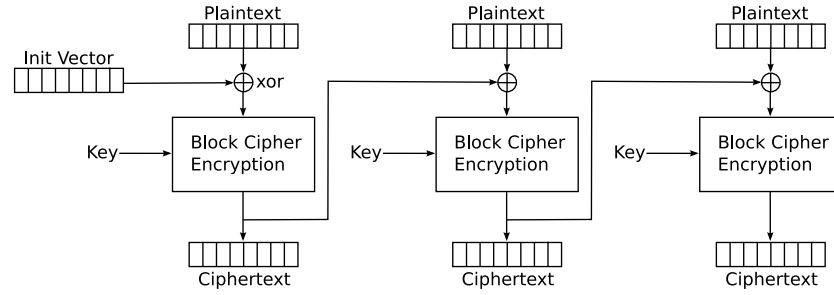 Plaintext
Plaintext
Plaintext
Init Vector
xor
Key
Block Cipher
Encryption
Key
Block Cipher
Encryption
Key
Block Cipher
Encryption
Ciphertext
Ciphertext
Ciphertext